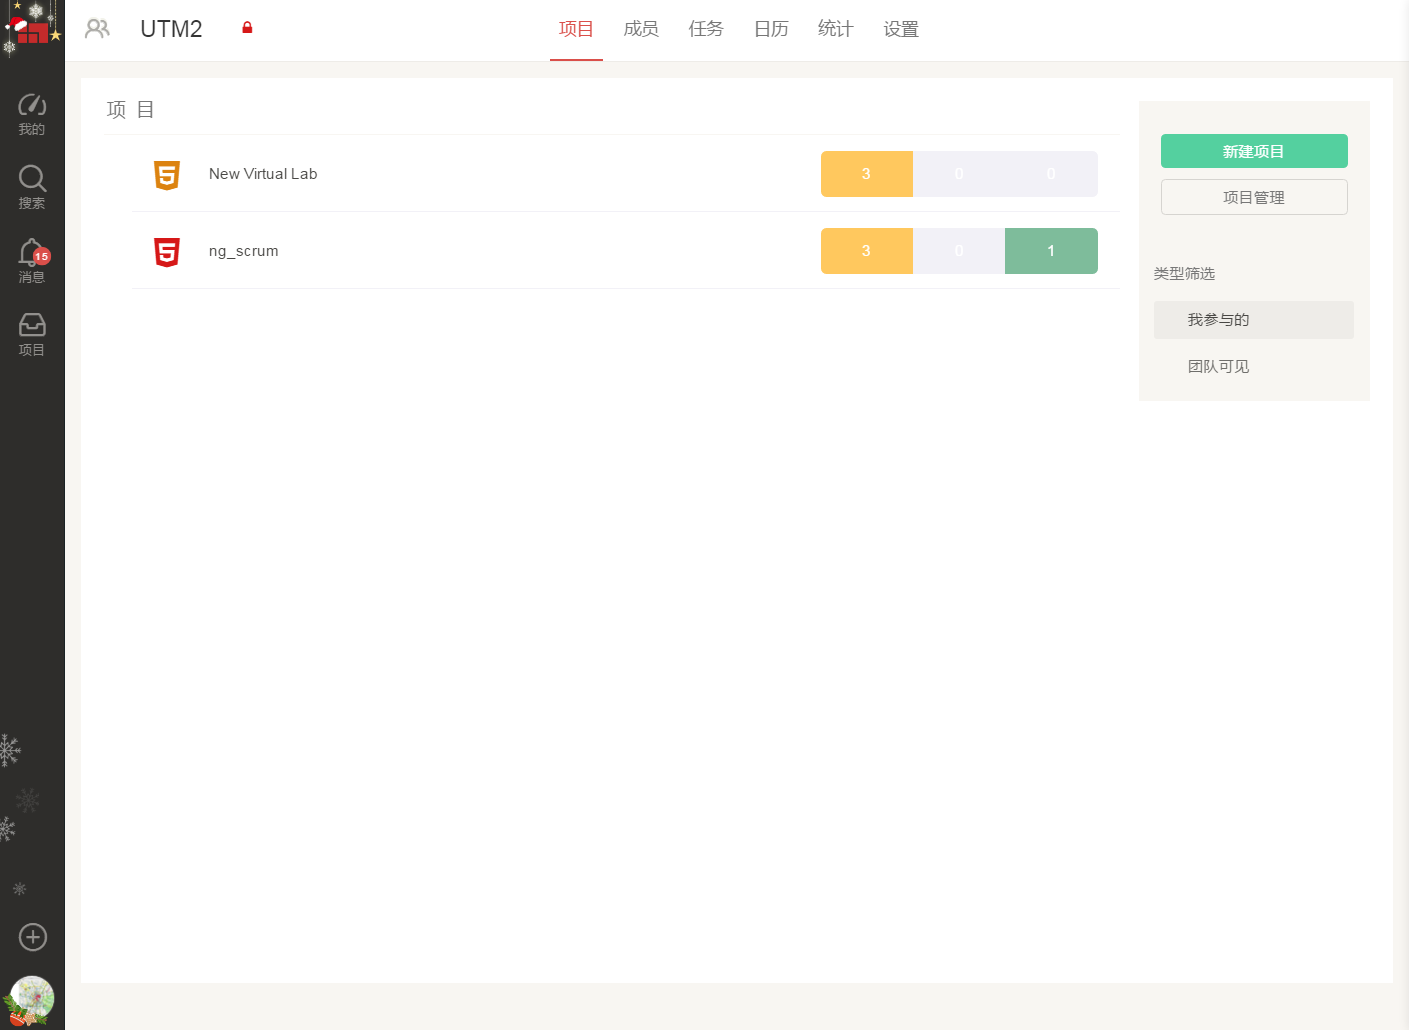 UTM2
项目 成员 任务 日历 统计 设置
我的
搜索
15
消息
项目
项 目
New Virtual Lab 3 0 0
ng_scrum 3 0 1
新建项目
项目管理
类型筛选
我参与的
团队可见